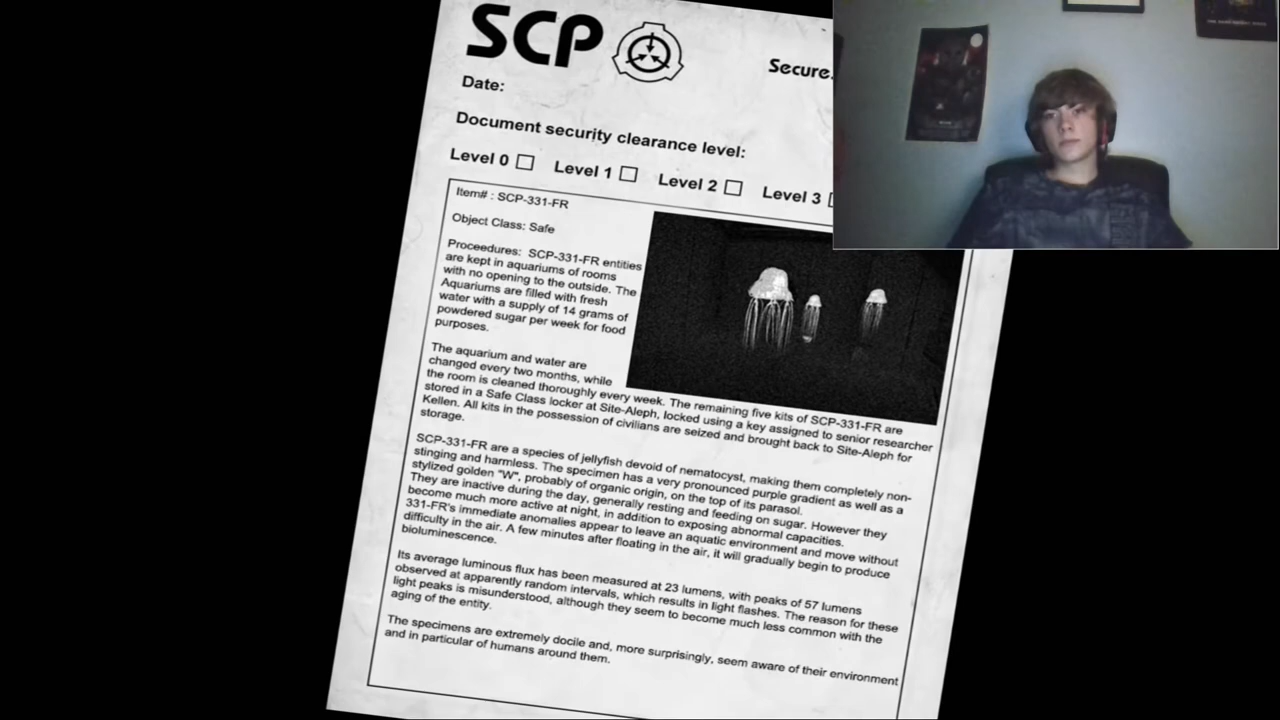 SCP
Secure.
Date:
Document security clearance level:
Level 0 Level 1 Level 2 Level 3
Item# : SCP-331-FR
Object Class: Safe
Proceedures: SCP-331-FR entities
are kept in aquariums of rooms
with no opening to the outside. The
Aquariums are filled with fresh
water with a supply of 14 grams of
powdered sugar per week for food
purposes.
The aquarium and water are
changed every two months, while
the room is cleaned thoroughly every week. The remaining five kits of SCP-331-FR are
stored in a Safe Class locker at Site-Aleph, locked using a key assigned to senior researcher
Kellen. All kits in the possession of civilians are seized and brought back to Site-Aleph for
storage.
SCP-331-FR are a species of jellyfish devoid of nematocyst, making them completely non-
stinging and harmless. The specimen has a very pronounced purple gradient as well as a
stylized golden "W", probably of organic origin, on the top of its parasol.
They are inactive during the day, generally resting and feeding on sugar. However they
become much more active at night, in addition to exposing abnormal capacities.
331-FR's immediate anomalies appear to leave an aquatic environment and move without
difficulty in the air. A few minutes after floating in the air, it will gradually begin to produce
bioluminescence.
Its average luminous flux has been measured at 23 lumens, with peaks of 57 lumens
observed at apparently random intervals, which results in light flashes. The reason for these
light peaks is misunderstood, although they seem to become much less common with the
aging of the entity.
The specimens are extremely docile and, more surprisingly, seem aware of their environment
and in particular of humans around them.